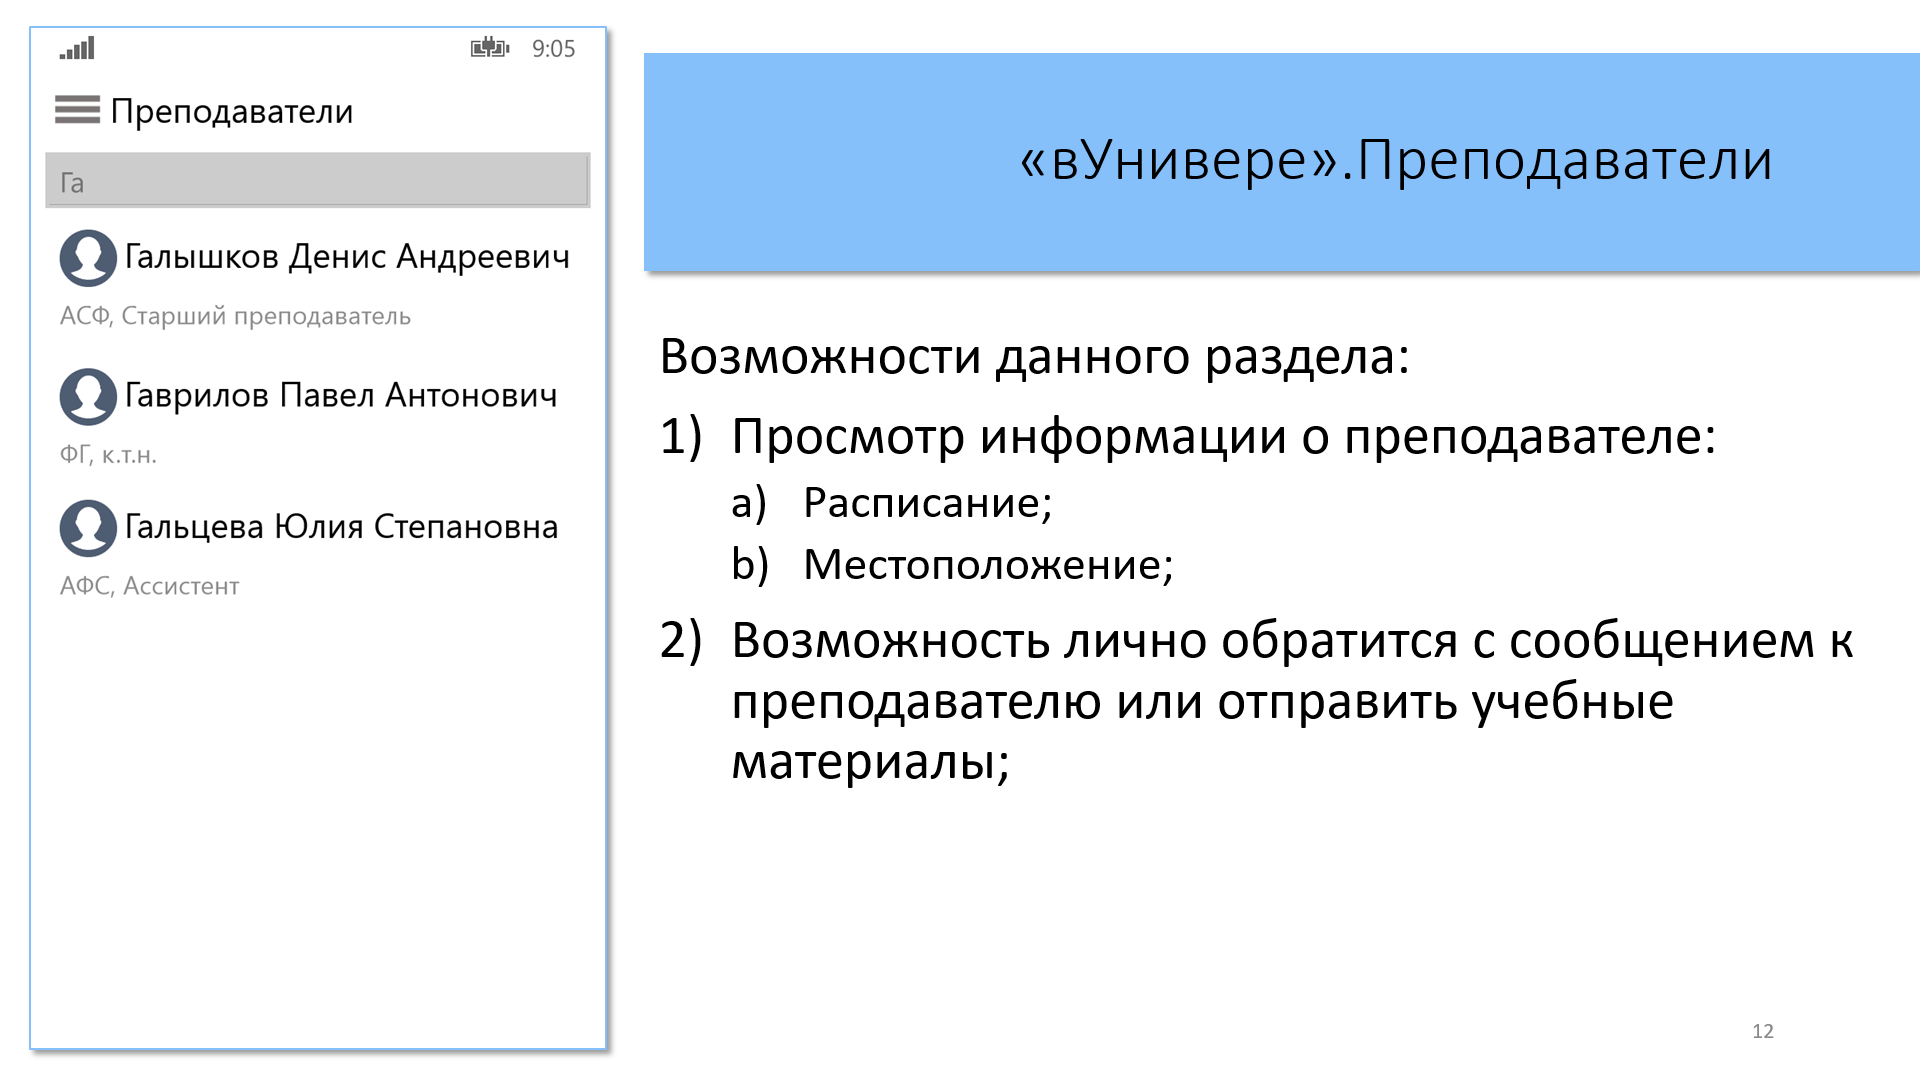 9:05
Преподаватели
Га
Галышков Денис Андреевич
АСФ, Старший преподаватель
Гаврилов Павел Антонович
ФГ, к.т.н.
Гальцева Юлия Степановна
АФС, Ассистент
«вУнивере».Преподаватели
Возможности данного раздела:
1) Просмотр информации о преподавателе:
a) Расписание;
b) Местоположение;
2) Возможность лично обратится с сообщением к
преподавателю или отправить учебные
материалы;
12